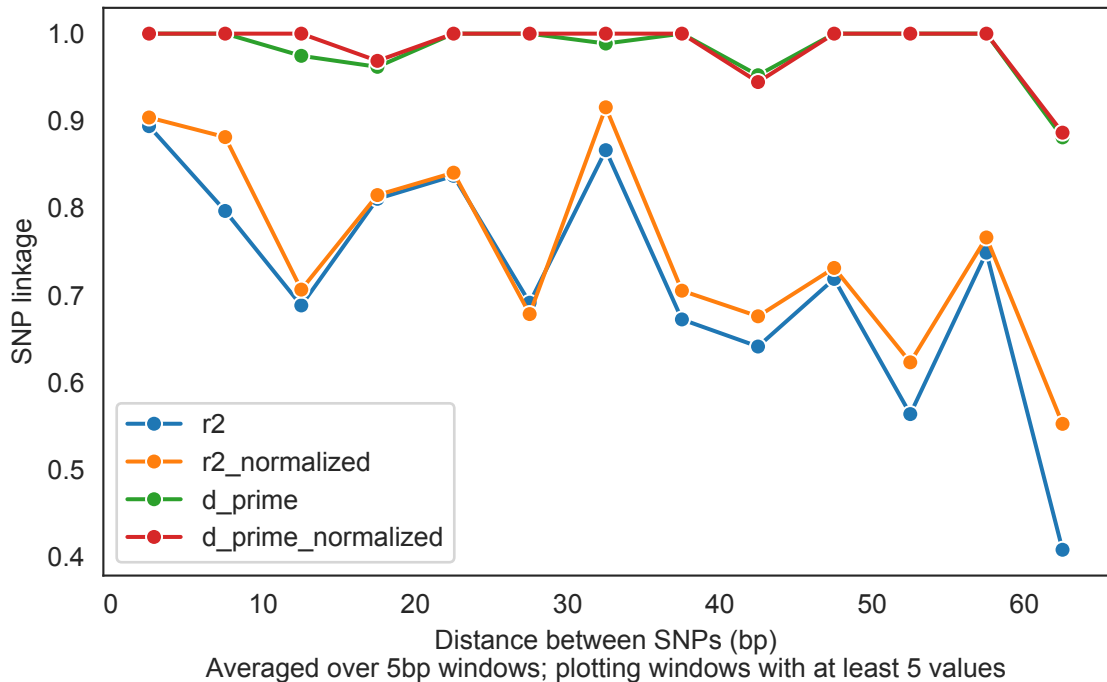 1.0
0.9
0.8
0.7
0.6
0.5
0.4
SNP linkage
r2
r2_normalized
d_prime
d_prime_normalized
0 10 20 30 40 50 60
Distance between SNPs (bp)
Averaged over 5bp windows; plotting windows with at least 5 values